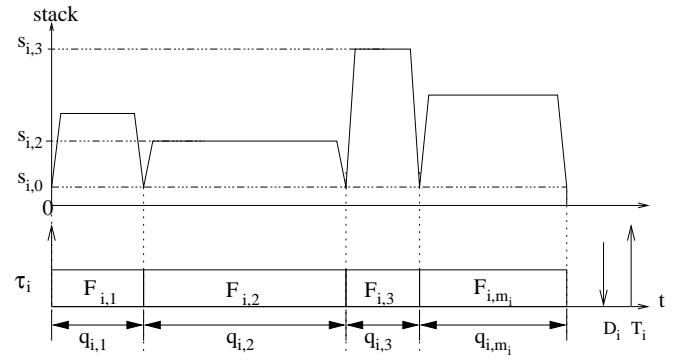 stack
s_{i,3}
s_{i,2}
s_{i,0}
0
τ_i F_{i,1} F_{i,2} F_{i,3} F_{i,m_i} t
q_{i,1} q_{i,2} q_{i,3} q_{i,m_i} D_i T_i